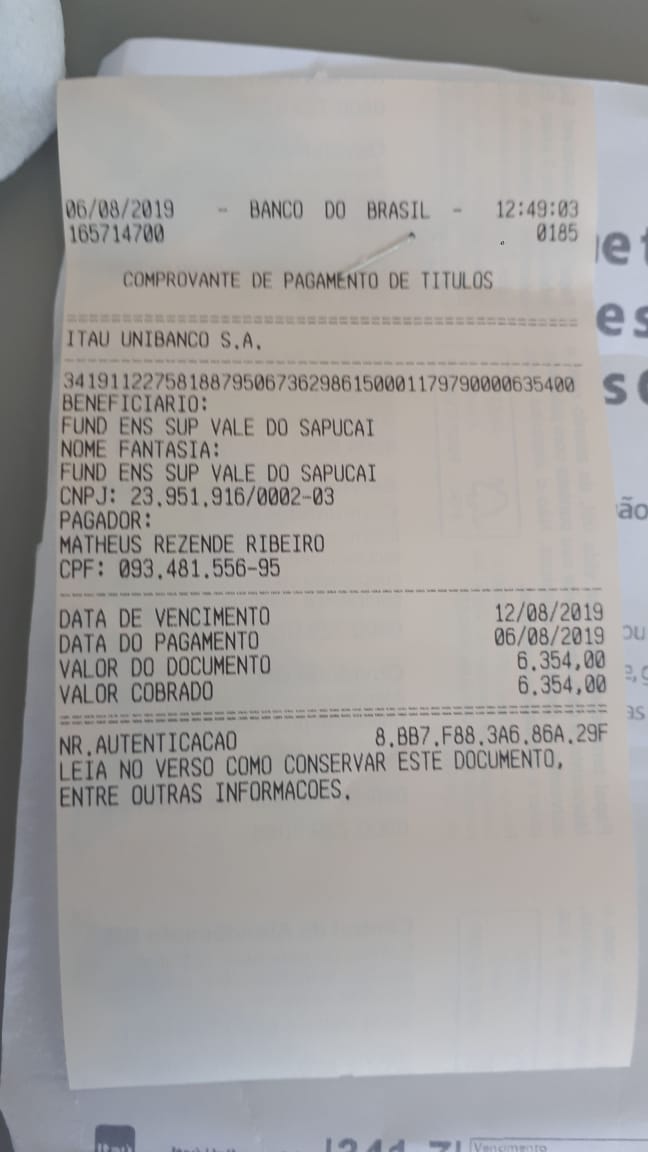 06/08/2019 - BANCO DO BRASIL - 12:49:03
165714700 0185
COMPROVANTE DE PAGAMENTO DE TITULOS
ITAU UNIBANCO S.A.
34191122758188795067362986150001179790000635400
BENEFICIARIO:
FUND ENS SUP VALE DO SAPUCAI
NOME FANTASIA:
FUND ENS SUP VALE DO SAPUCAI
CNPJ: 23.951.916/0002-03
PAGADOR:
MATHEUS REZENDE RIBEIRO
CPF: 093.481.556-95
DATA DE VENCIMENTO 12/08/2019
DATA DO PAGAMENTO 06/08/2019
VALOR DO DOCUMENTO 6.354,00
VALOR COBRADO 6.354,00
NR.AUTENTICACAO 8.BB7.F88.3A6.86A.29F
LEIA NO VERSO COMO CONSERVAR ESTE DOCUMENTO,
ENTRE OUTRAS INFORMACOES.
Vencimento